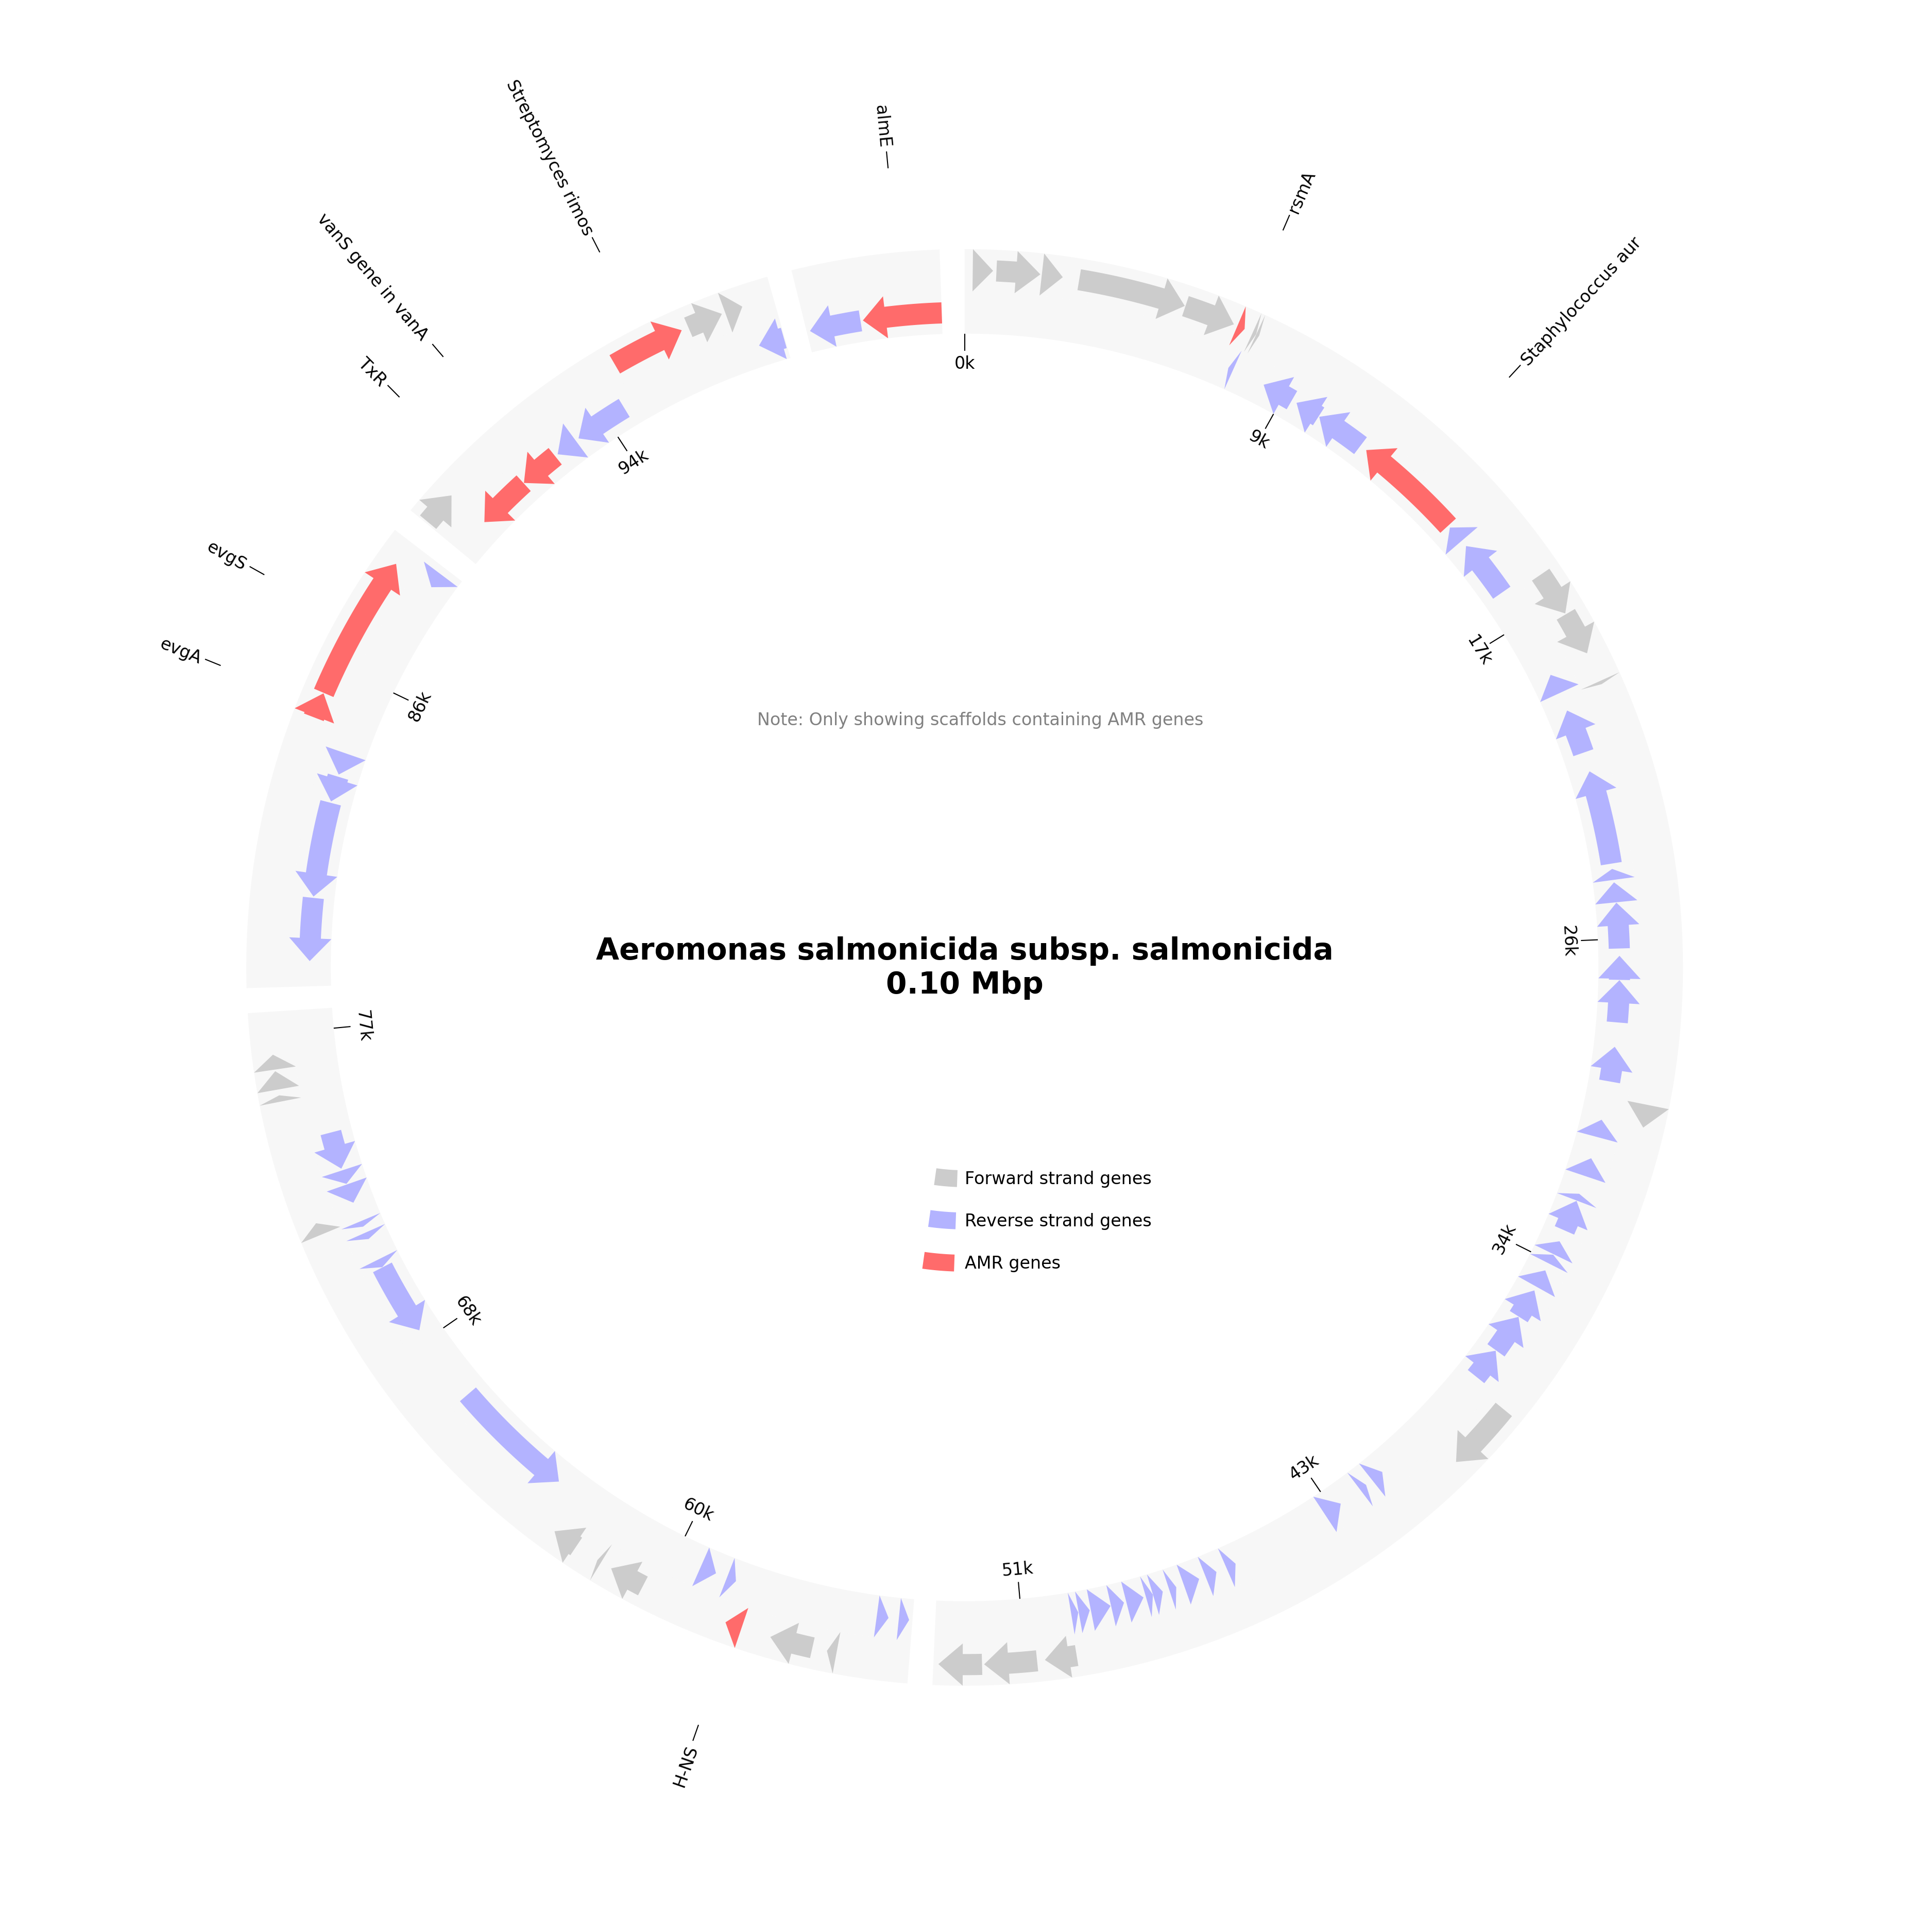 Streptomyces rimos
almE
rsmA
vanS gene in vanA
Staphylococcus aur
TxR
0k
9k
94k
evgS
evgA
17k
86k
Note: Only showing scaffolds containing AMR genes
26k
Aeromonas salmonicida subsp. salmonicida
0.10 Mbp
77k
Forward strand genes
Reverse strand genes
AMR genes
34k
68k
43k
60k
51k
H-NS